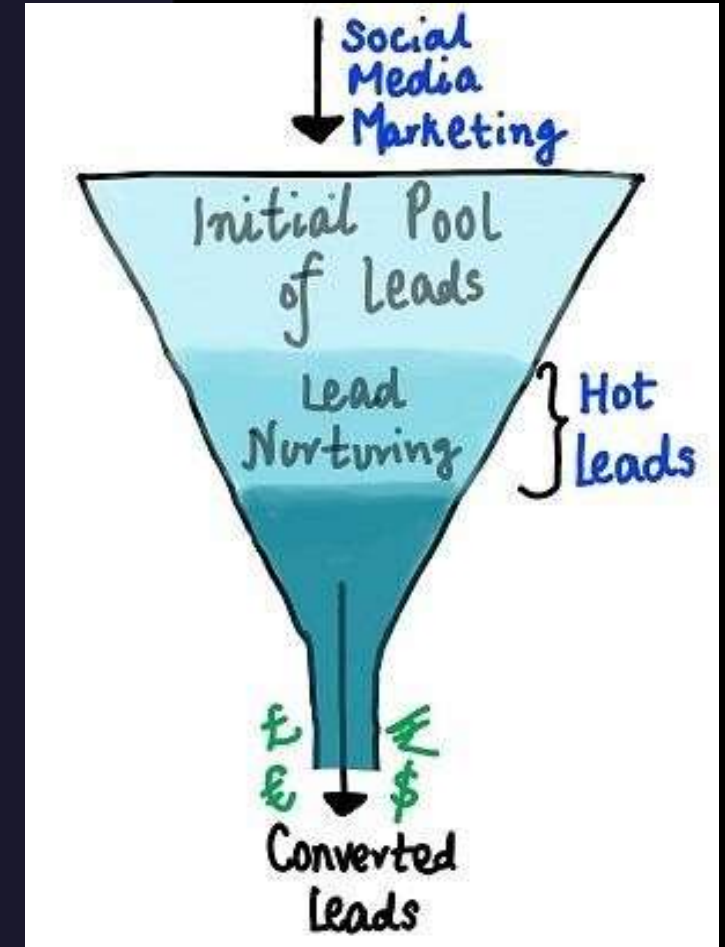 Social
Media
Marketing
Initial Pool
of Leads
Lead
Nurturing
Hot
Leads
£
$
Converted
Leads